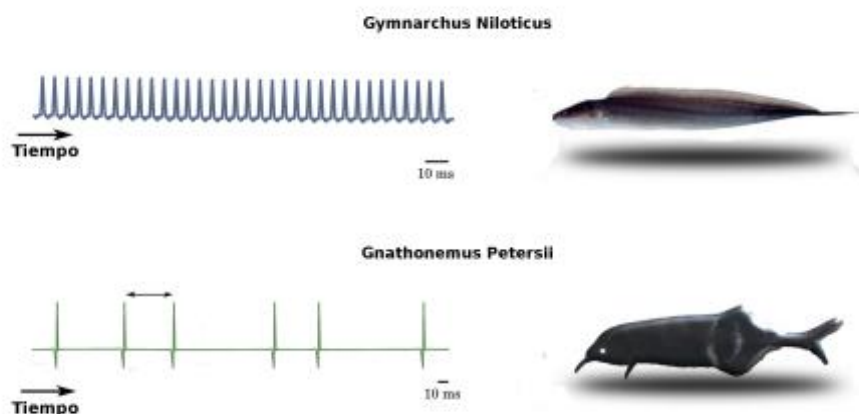 Gymnarchus Niloticus
Tiempo
10 ms
Gnathonemus Petersii
10 ms
Tiempo